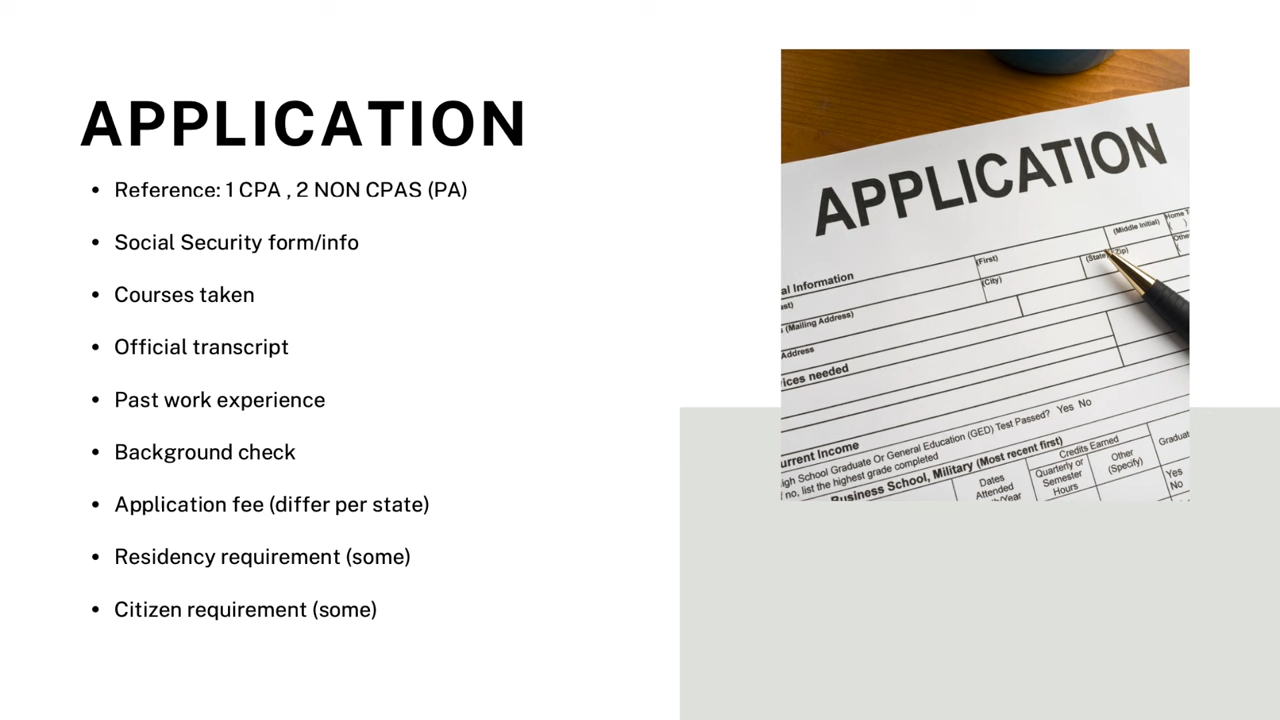 APPLICATION
• Reference: 1 CPA , 2 NON CPAS (PA)
• Social Security form/info
• Courses taken
• Official transcript
• Past work experience
• Background check
• Application fee (differ per state)
• Residency requirement (some)
• Citizen requirement (some)
APPLICATION
al Information
(First)
(Middle Initial)
Home T
(City)
(State)
Zip)
Othe
(Mailing Address)
Address
ices needed
urrent Income
igh School Graduate Or General Education (GED) Test Passed? Yes No
no, list the highest grade completed
Business School, Military (Most recent first)
Dates
Attended
Credits Earned
Quarterly or
Semester
Hours
Other
(Specify)
Graduat
Yes
No